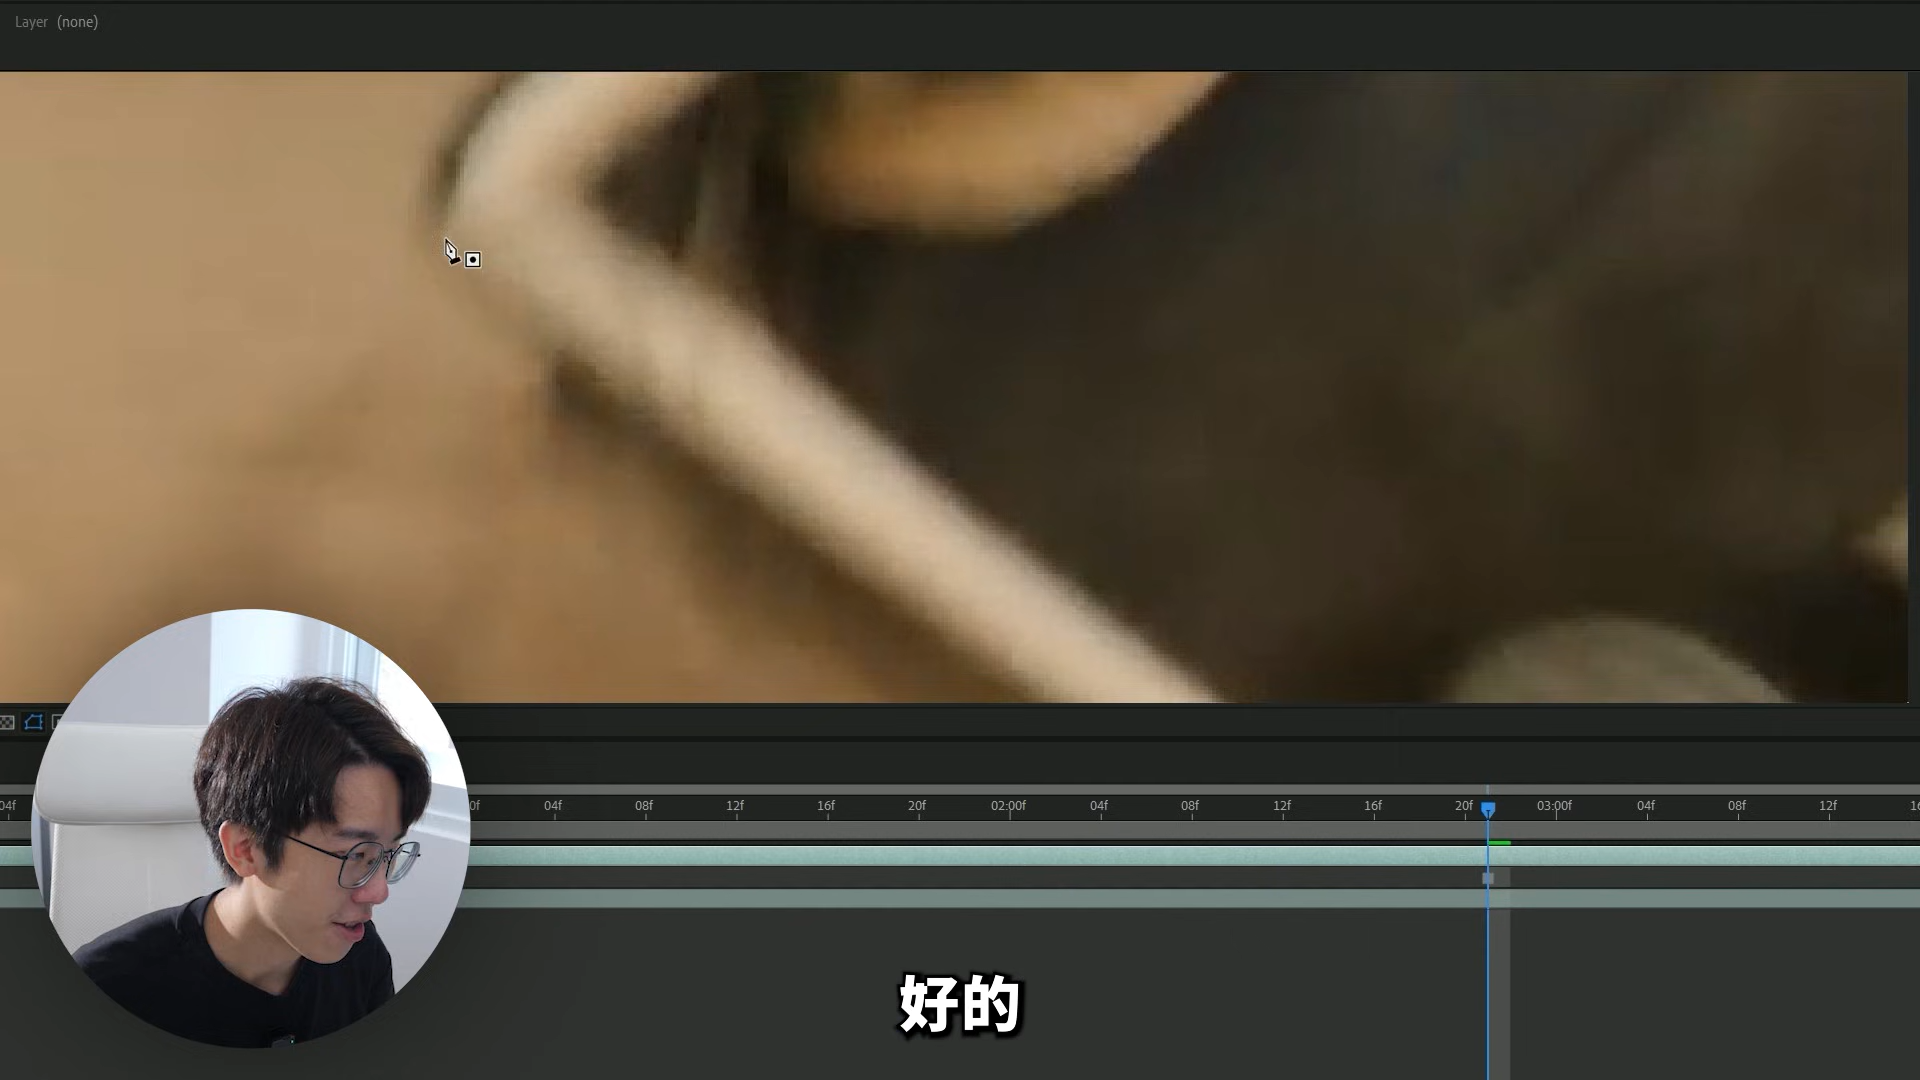 Layer (none)
04f 0f 04f 08f 12f 16f 20f 02:00f 04f 08f 12f 16f 20f 03:00f 04f 08f 12f 16
好的